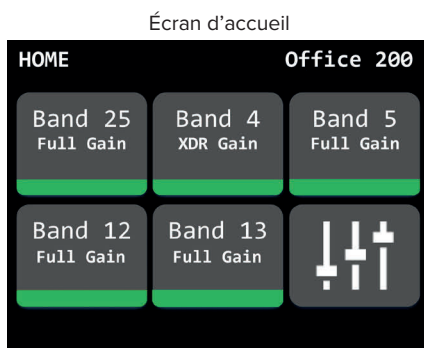 Écran d’accueil
HOME Office 200
Band 25 Band 4 Band 5
Full Gain XDR Gain Full Gain
Band 12 Band 13
Full Gain Full Gain